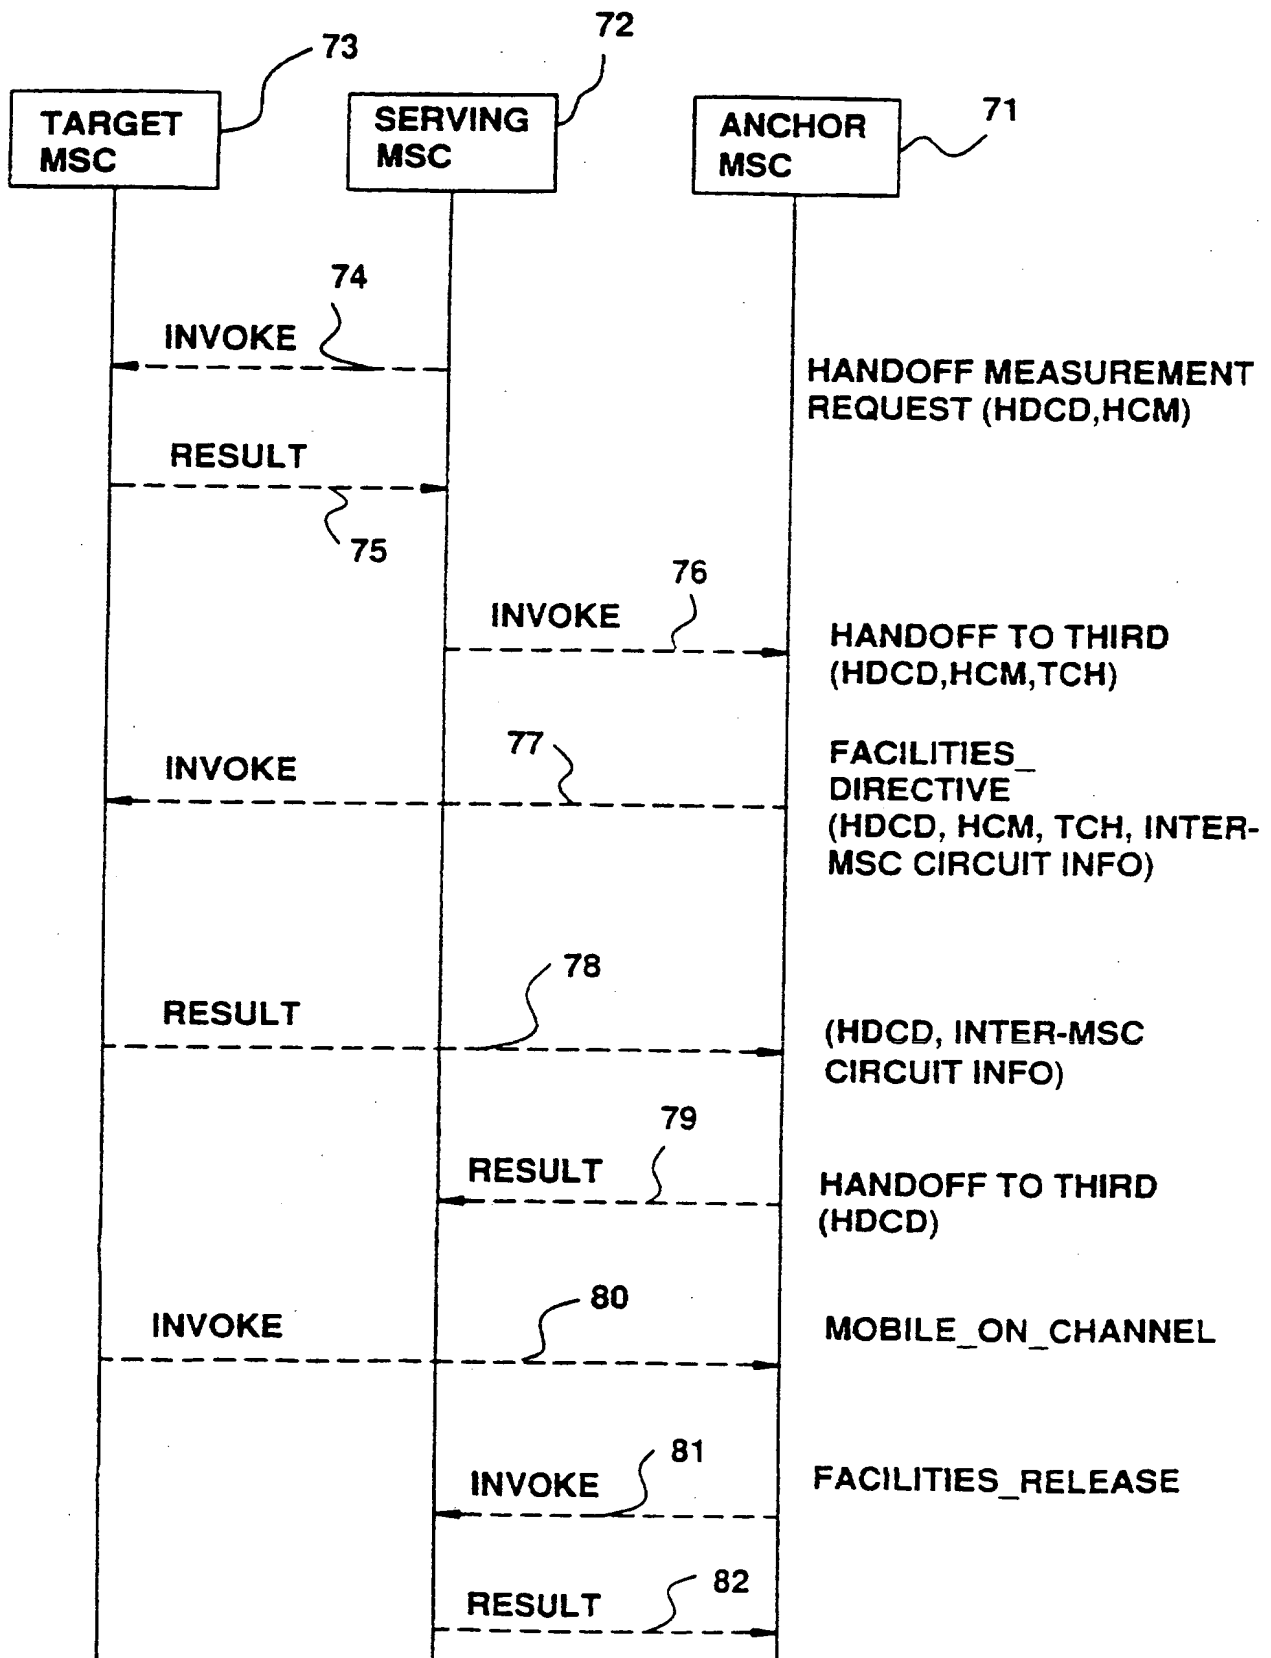 73
72
71
TARGET
MSC
SERVING
MSC
ANCHOR
MSC
74
INVOKE
HANDOFF MEASUREMENT
REQUEST (HDCD,HCM)
RESULT
75
76
INVOKE
HANDOFF TO THIRD
(HDCD,HCM,TCH)
77
INVOKE
FACILITIES_
DIRECTIVE
(HDCD, HCM, TCH, INTER-
MSC CIRCUIT INFO)
78
RESULT
(HDCD, INTER-MSC
CIRCUIT INFO)
79
RESULT
HANDOFF TO THIRD
(HDCD)
80
INVOKE
MOBILE_ON_CHANNEL
81
INVOKE
FACILITIES_RELEASE
82
RESULT